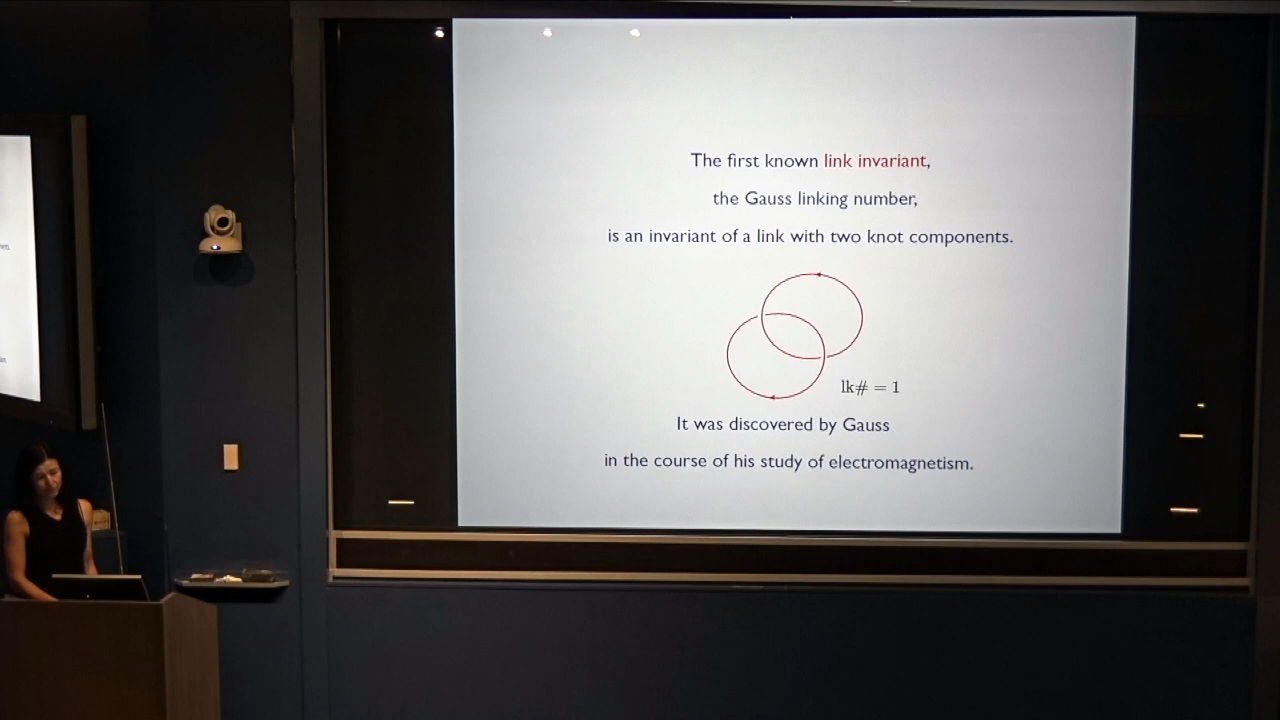 The first known link invariant,
the Gauss linking number,
is an invariant of a link with two knot components.
lk# = 1
It was discovered by Gauss
in the course of his study of electromagnetism.